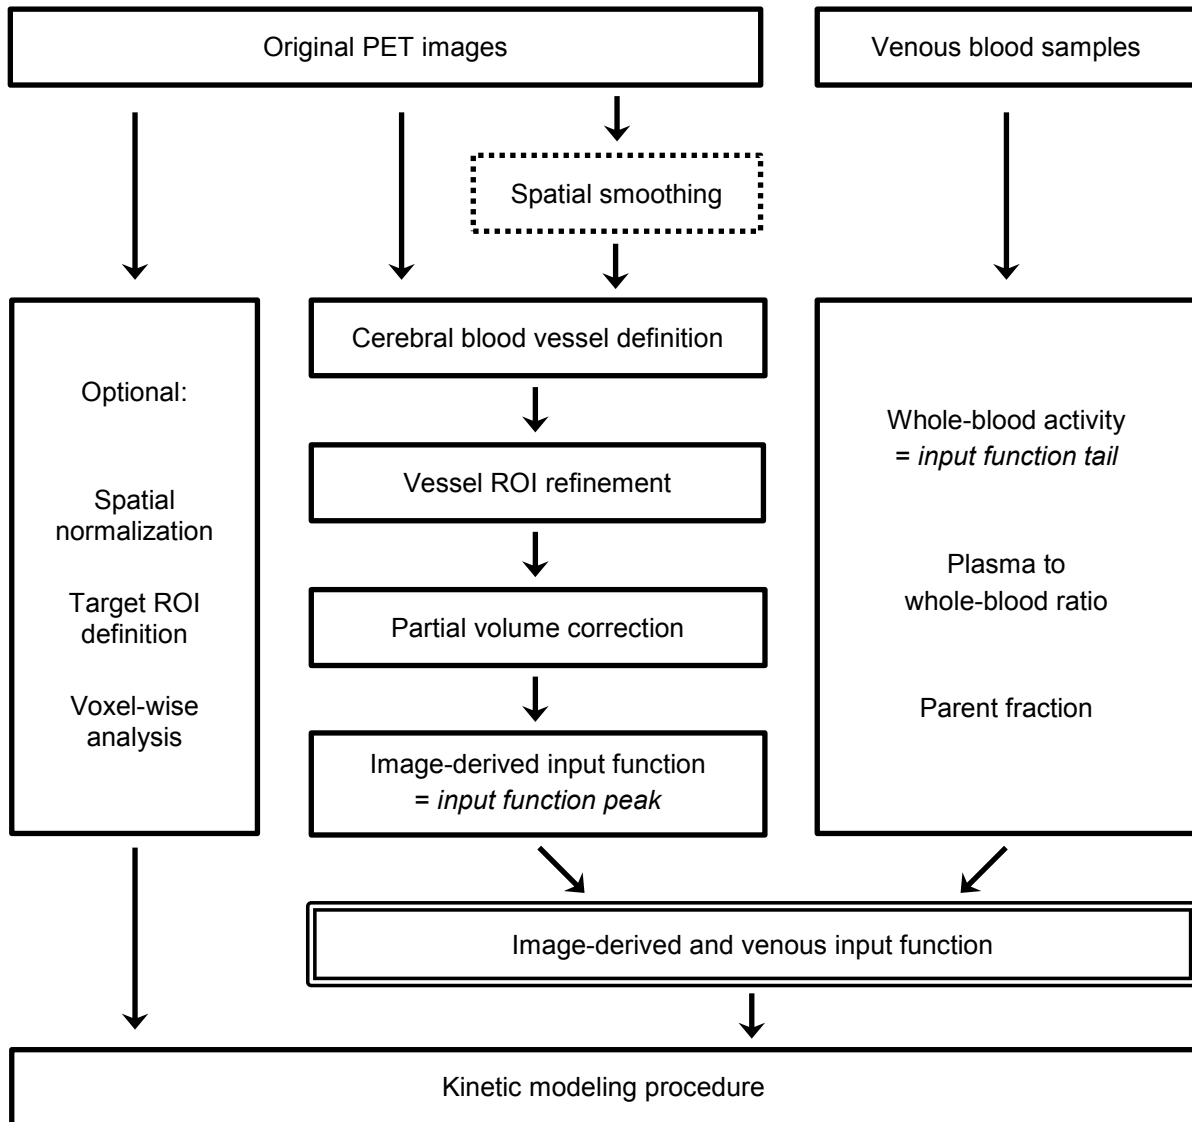 Original PET images
Venous blood samples
Spatial smoothing
Optional:
Spatial
normalization
Target ROI
definition
Voxel-wise
analysis
Cerebral blood vessel definition
Vessel ROI refinement
Partial volume correction
Image-derived input function
= input function peak
Whole-blood activity
= input function tail
Plasma to
whole-blood ratio
Parent fraction
Image-derived and venous input function
Kinetic modeling procedure